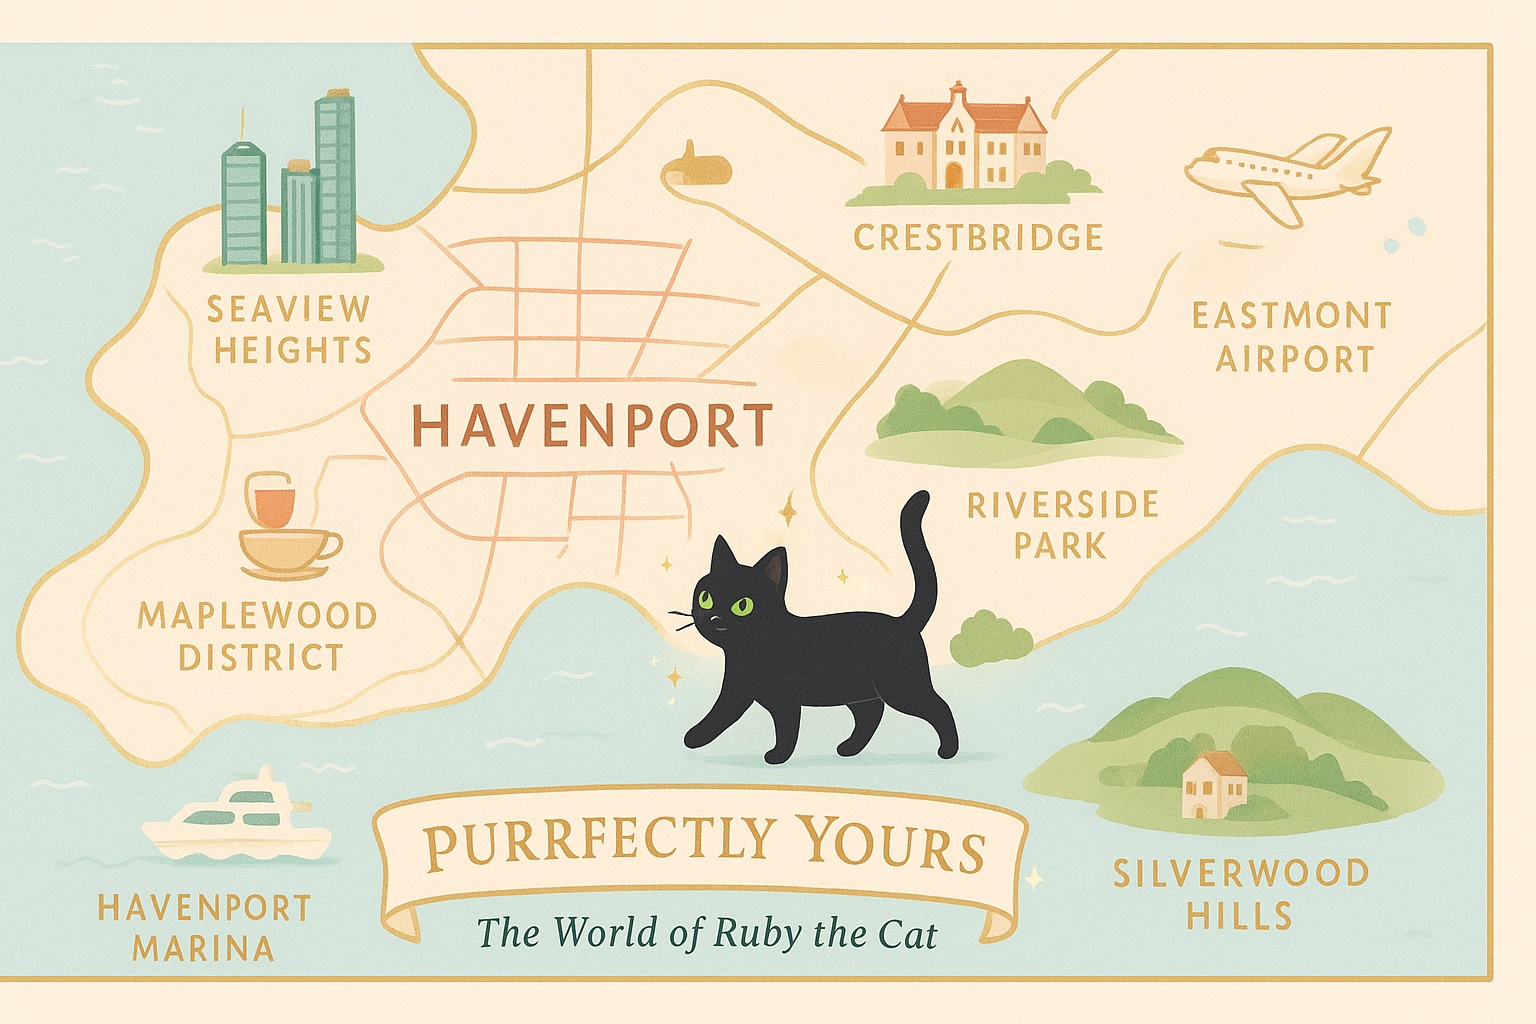 SEAVIEW
HEIGHTS
CRESTBRIDGE
EASTMONT
AIRPORT
HAVENPORT
RIVERSIDE
PARK
MAPLEWOOD
DISTRICT
PURRFECTLY YOURS
The World of Ruby the Cat
HAVENPORT
MARINA
SILVERWOOD
HILLS